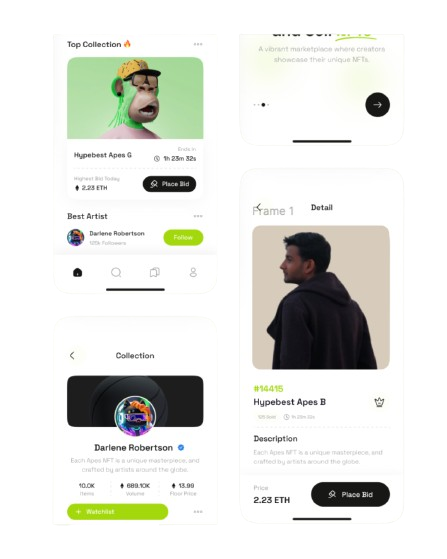 Top Collection 🔥
Hypebest Apes G
Ends in
1h 23m 32s
Highest Bid Today
2.23 ETH
Place Bid
Best Artist
Darlene Robertson
Followers
Follow
Collection
Darlene Robertson
Each Apes NFT is a unique masterpiece, and
crafted by artists around the globe.
10.0K
Items
689.10K
Volume
13.99
Floor Price
+ Watchlist
and Sell NFTs
A vibrant marketplace where creators
showcase their unique NFTs.
Frame 1
Detail
#14415
Hypebest Apes B
1h 23m 32s
Description
Each Apes NFT is a unique masterpiece, and
crafted by artists around the globe.
Price
2.23 ETH
Place Bid